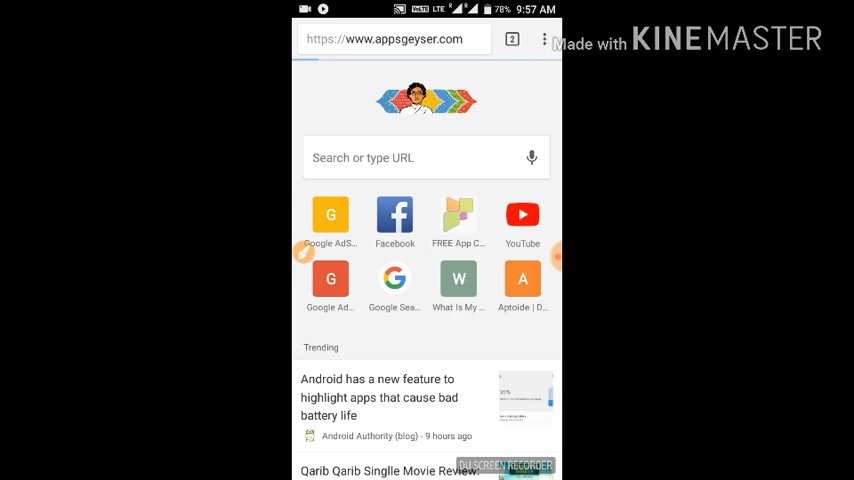 VoLTE LTE R R 78% 9:57 AM
https://www.appsgeyser.com
2
Made with KINEMASTER
Search or type URL
G
Google AdS...
Facebook
FREE App C...
YouTube
G
W
A
Google Ad...
Google Sea...
What Is My ...
Aptoide | D...
Trending
Android has a new feature to
highlight apps that cause bad
battery life
Android Authority (blog) - 9 hours ago
DU SCREEN RECORDER
Qarib Qarib Singlle Movie Review: